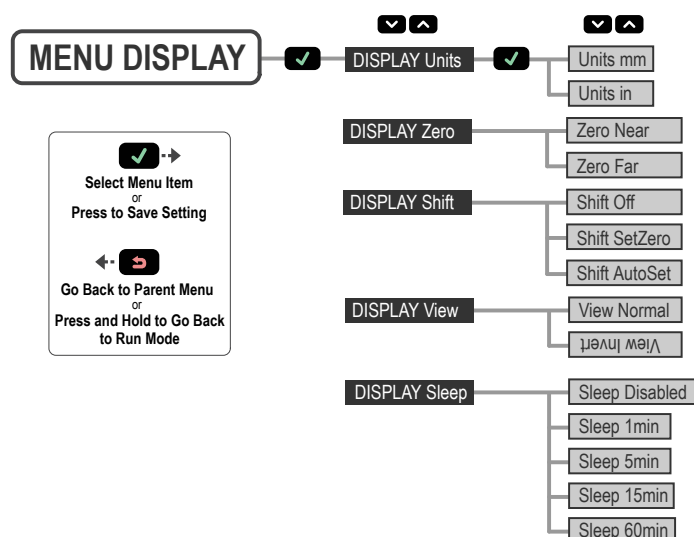 MENU DISPLAY
DISPLAY Units
Units mm
Units in
DISPLAY Zero
Zero Near
Zero Far
DISPLAY Shift
Shift Off
Shift SetZero
Shift AutoSet
DISPLAY View
View Normal
View Invert
DISPLAY Sleep
Sleep Disabled
Sleep 1min
Sleep 5min
Sleep 15min
Sleep 60min
Select Menu Item
or
Press to Save Setting
Go Back to Parent Menu
or
Press and Hold to Go Back
to Run Mode